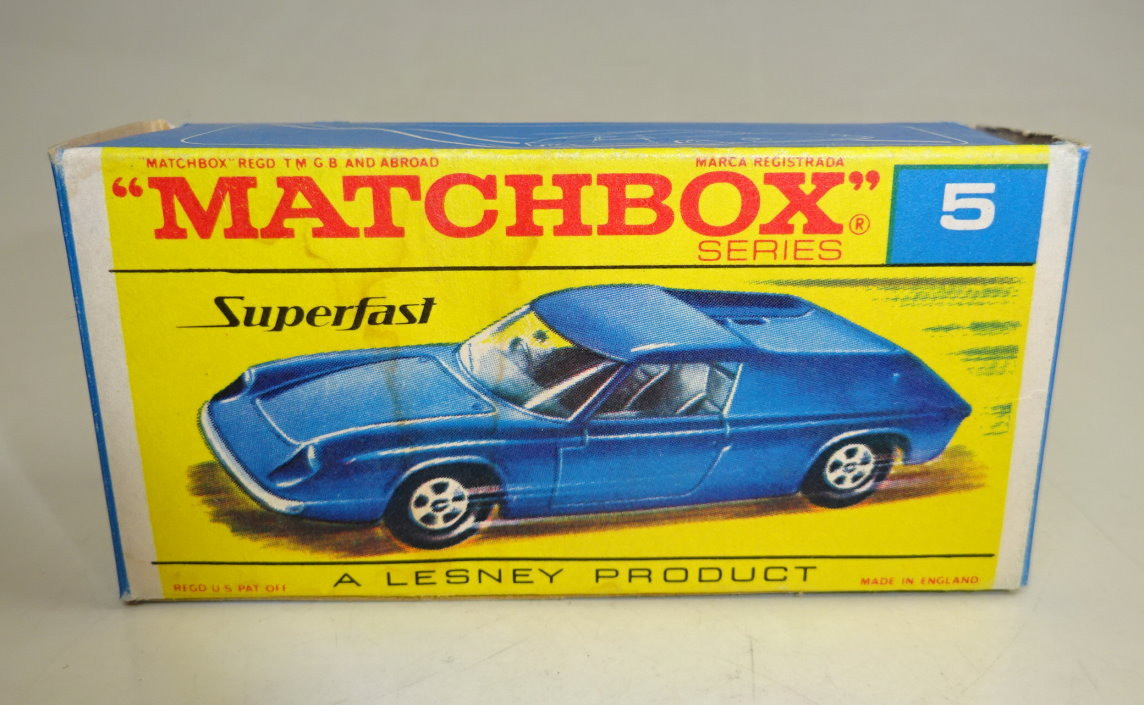 "MATCHBOX" REGD T M G B AND ABROAD
MARCA REGISTRADA
"MATCHBOX"®
SERIES
5
Superfast
A LESNEY PRODUCT
REGD U S PAT OFF
MADE IN ENGLAND